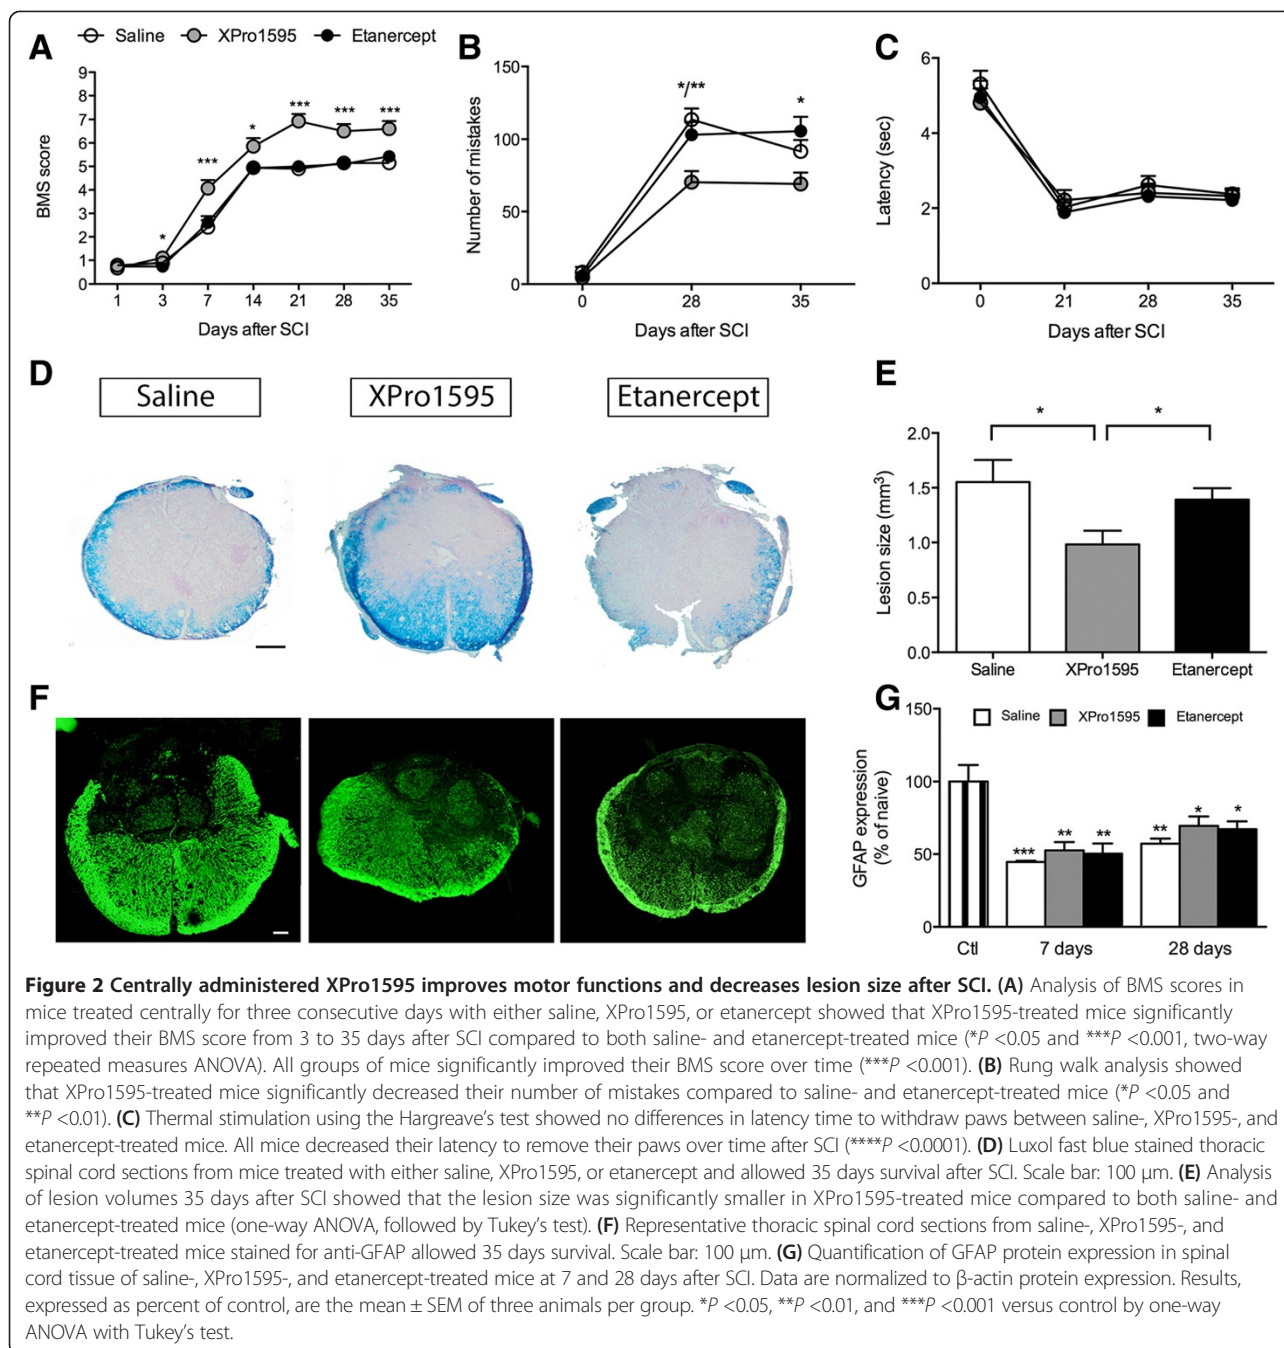 A
Saline XPro1595 Etanercept
BMS score
9
8
7
6
5
4
3
2
1
0
*
***
*
***
***
***
1 3 7 14 21 28 35
Days after SCI
B
Number of mistakes
150
100
50
0
*/**
*
0 28 35
Days after SCI
C
Latency (sec)
6
4
2
0
0 21 28 35
Days after SCI
D
Saline XPro1595 Etanercept
E
Lesion size (mm3)
2.0
1.5
1.0
0.5
0.0
* *
Saline XPro1595 Etanercept
F
G
Saline XPro1595 Etanercept
GFAP expression
(% of naive)
150
100
50
0
*** ** ** ** * *
Ctl 7 days 28 days
Figure 2 Centrally administered XPro1595 improves motor functions and decreases lesion size after SCI. (A) Analysis of BMS scores in
mice treated centrally for three consecutive days with either saline, XPro1595, or etanercept showed that XPro1595-treated mice significantly
improved their BMS score from 3 to 35 days after SCI compared to both saline- and etanercept-treated mice (*P <0.05 and ***P <0.001, two-way
repeated measures ANOVA). All groups of mice significantly improved their BMS score over time (***P <0.001). (B) Rung walk analysis showed
that XPro1595-treated mice significantly decreased their number of mistakes compared to saline- and etanercept-treated mice (*P <0.05 and
**P <0.01). (C) Thermal stimulation using the Hargreave's test showed no differences in latency time to withdraw paws between saline-, XPro1595-, and
etanercept-treated mice. All mice decreased their latency to remove their paws over time after SCI (****P <0.0001). (D) Luxol fast blue stained thoracic
spinal cord sections from mice treated with either saline, XPro1595, or etanercept and allowed 35 days survival after SCI. Scale bar: 100 μm. (E) Analysis
of lesion volumes 35 days after SCI showed that the lesion size was significantly smaller in XPro1595-treated mice compared to both saline- and
etanercept-treated mice (one-way ANOVA, followed by Tukey's test). (F) Representative thoracic spinal cord sections from saline-, XPro1595-, and
etanercept-treated mice stained for anti-GFAP allowed 35 days survival. Scale bar: 100 μm. (G) Quantification of GFAP protein expression in spinal
cord tissue of saline-, XPro1595-, and etanercept-treated mice at 7 and 28 days after SCI. Data are normalized to β-actin protein expression. Results,
expressed as percent of control, are the mean ± SEM of three animals per group. *P <0.05, **P <0.01, and ***P <0.001 versus control by one-way
ANOVA with Tukey's test.